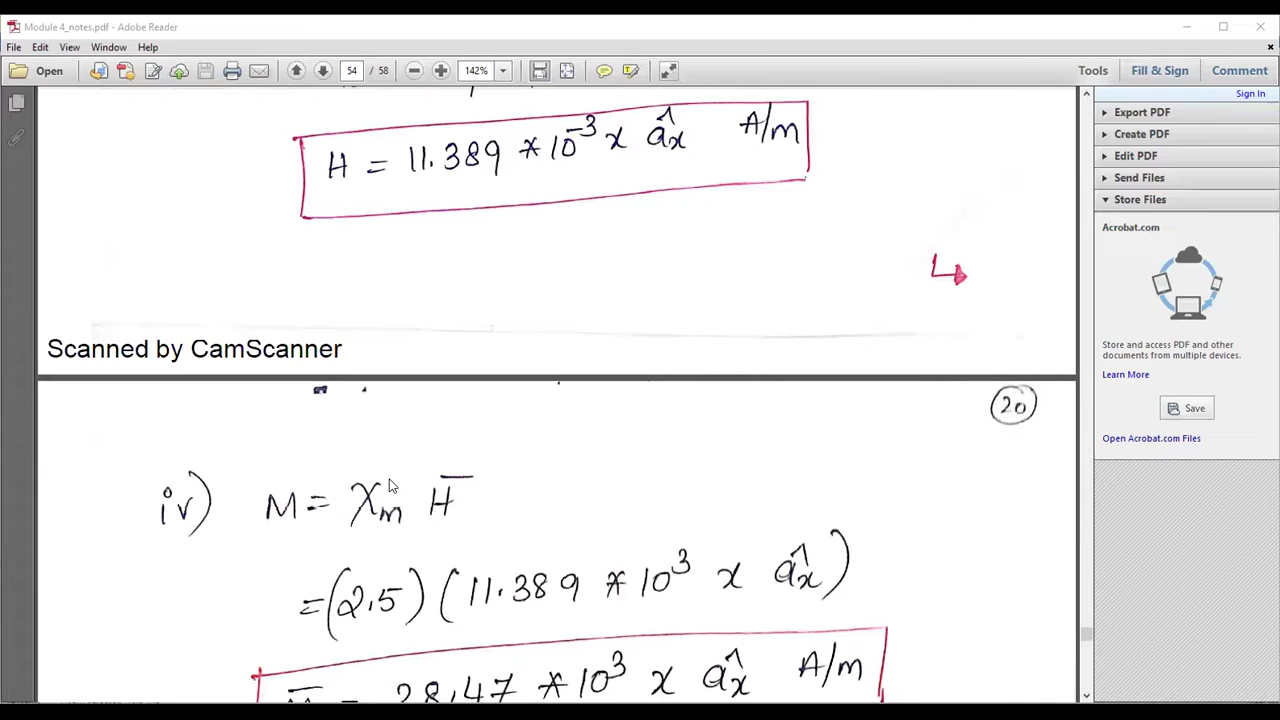 Module 4_notes.pdf - Adobe Reader
File Edit View Window Help
Open 54 / 58 142% Tools Fill & Sign Comment
Sign In
Export PDF
Create PDF
Edit PDF
Send Files
Store Files
Acrobat.com
Store and access PDF and other
documents from multiple devices.
Learn More
Save
Open Acrobat.com Files
H = 11.389 * 10^-3 x âx A/m
Scanned by CamScanner
20
iv) M = χm H̄
= (2.5) (11.389 * 10^3 x âx)
= 28.47 * 10^3 x âx A/m